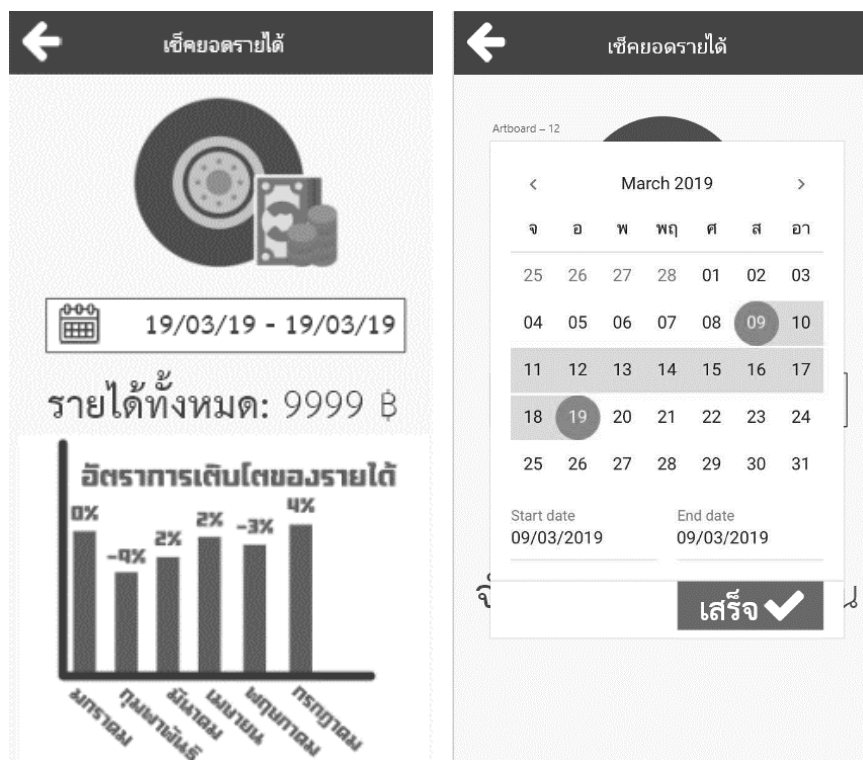 เช็คยอดรายได้
19/03/19 - 19/03/19
รายได้ทั้งหมด: 9999 ฿
อัตราการเติบโตของรายได้
0%
-9%
2%
2%
-3%
4%
มกราคม
กุมพาพันธ์
มีนาคม
เมษายน
พฤษภาคม
กรกฎาคม
เช็คยอดรายได้
Artboard – 12
< March 2019 >
จ อ พ พฤ ศ ส อา
25 26 27 28 01 02 03
04 05 06 07 08 09 10
11 12 13 14 15 16 17
18 19 20 21 22 23 24
25 26 27 28 29 30 31
Start date End date
09/03/2019 09/03/2019
เสร็จ